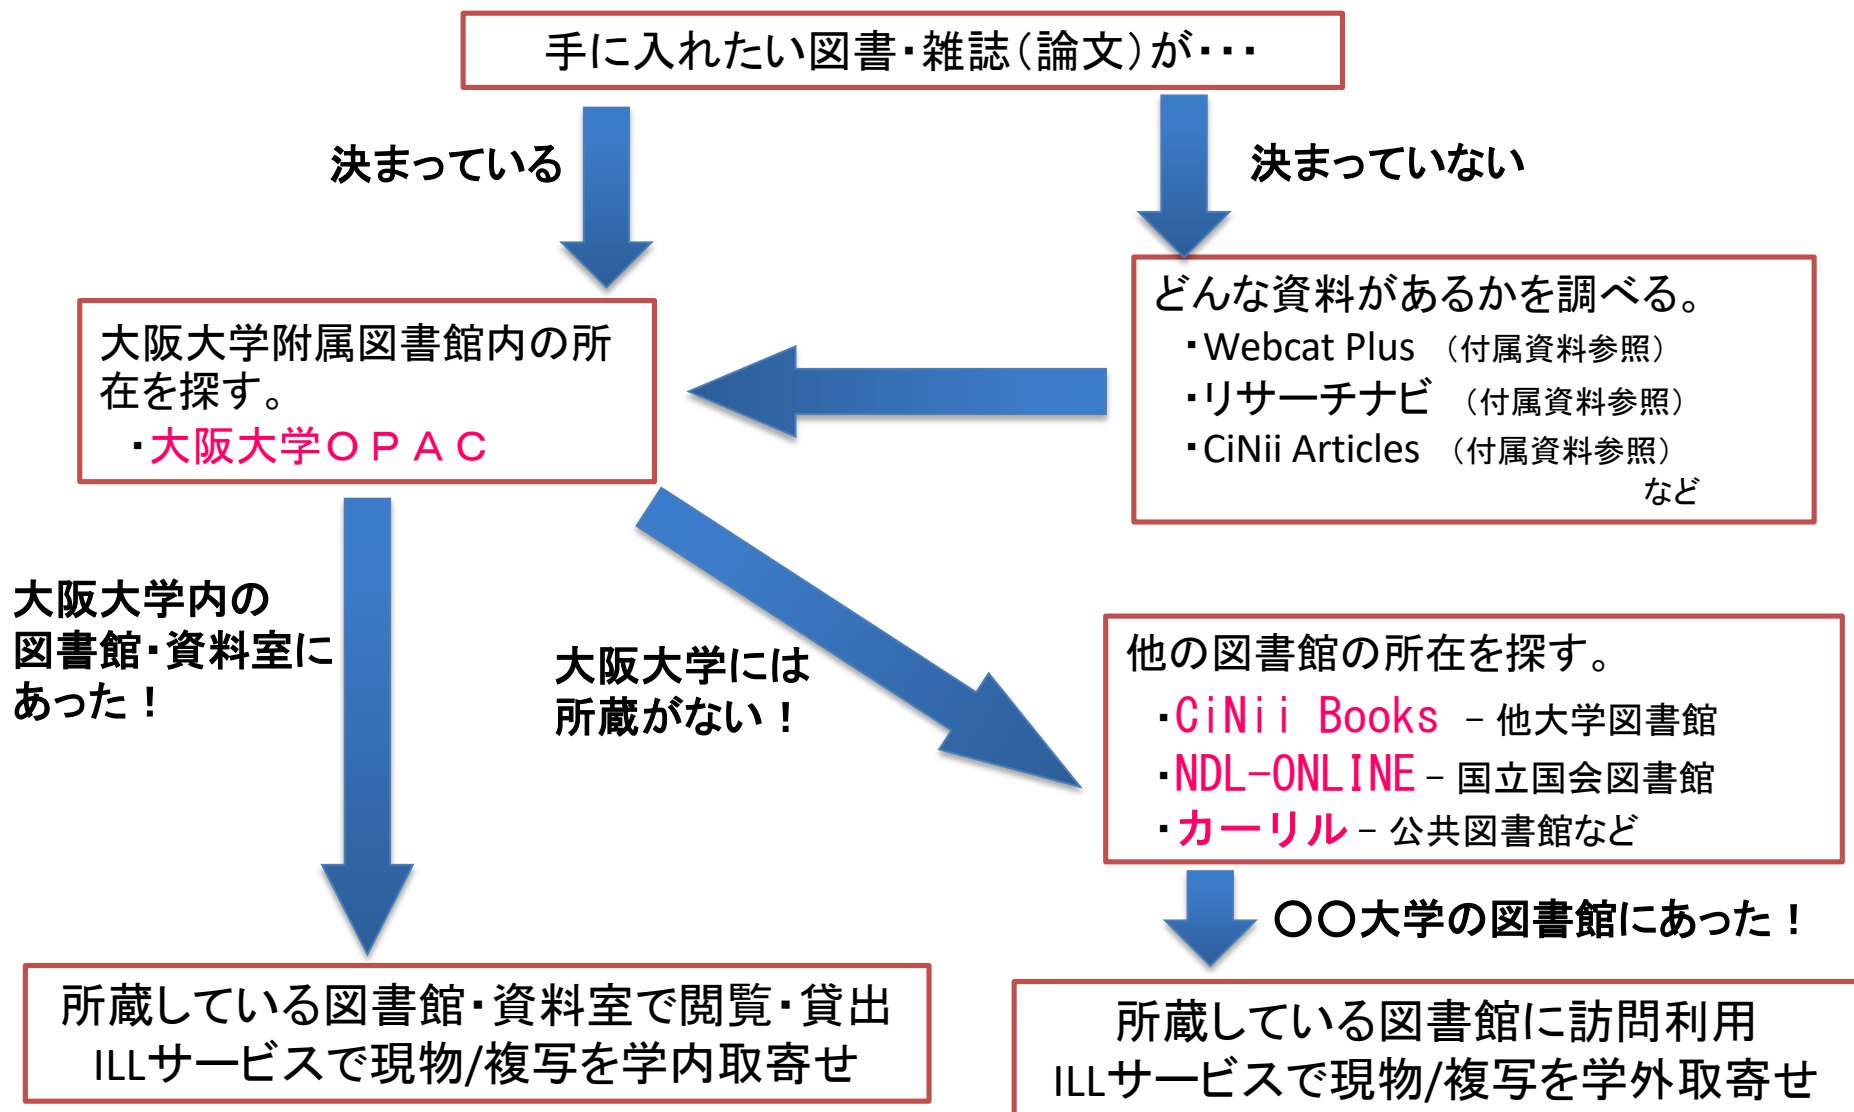 手に入れたい図書・雑誌（論文）が・・・
決まっている
決まっていない
どんな資料があるかを調べる。
・Webcat Plus （付属資料参照）
・リサーチナビ （付属資料参照）
・CiNii Articles （付属資料参照）
など
大阪大学附属図書館内の所
在を探す。
・大阪大学ＯＰＡＣ
大阪大学内の
図書館・資料室に
あった！
大阪大学には
所蔵がない！
他の図書館の所在を探す。
・CiNii Books － 他大学図書館
・NDL-ONLINE － 国立国会図書館
・カーリル － 公共図書館など
〇〇大学の図書館にあった！
所蔵している図書館・資料室で閲覧・貸出
ILLサービスで現物/複写を学内取寄せ
所蔵している図書館に訪問利用
ILLサービスで現物/複写を学外取寄せ